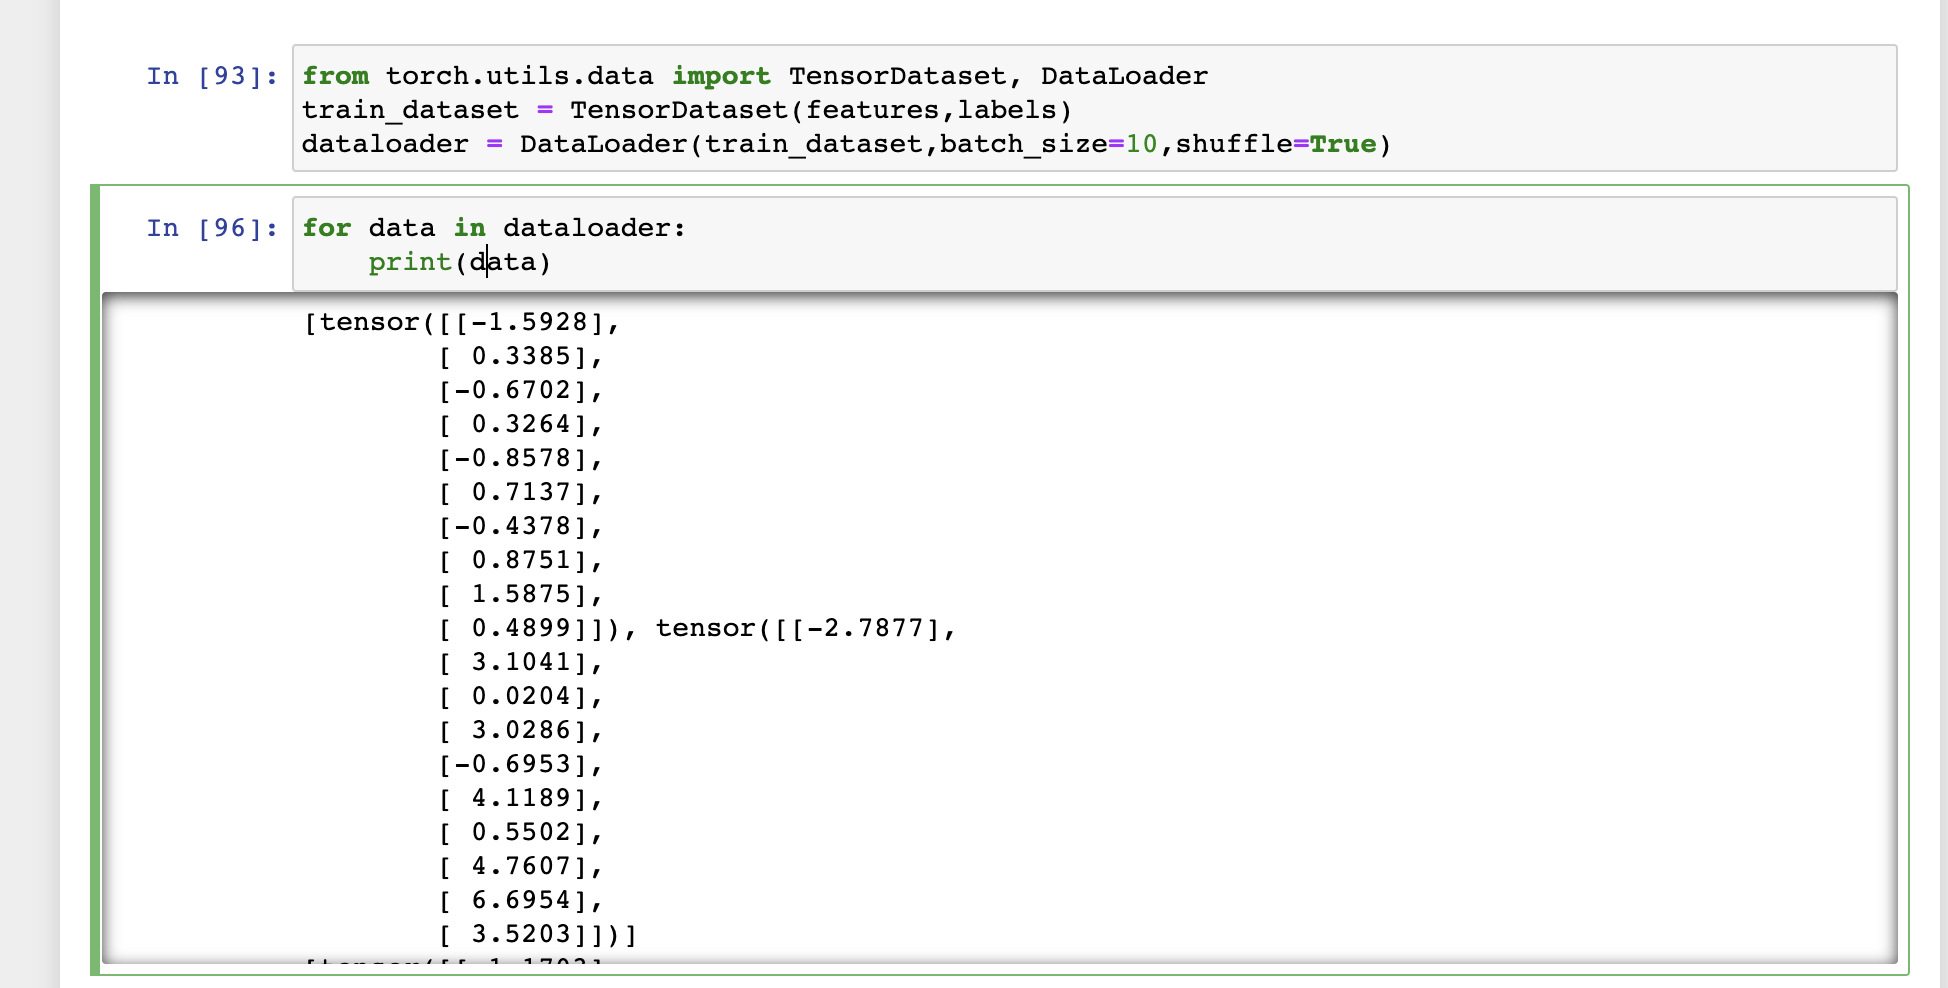 In [93]: from torch.utils.data import TensorDataset, DataLoader
train_dataset = TensorDataset(features,labels)
dataloader = DataLoader(train_dataset,batch_size=10,shuffle=True)
In [96]: for data in dataloader:
    print(data)
[tensor([[-1.5928],
        [ 0.3385],
        [-0.6702],
        [ 0.3264],
        [-0.8578],
        [ 0.7137],
        [-0.4378],
        [ 0.8751],
        [ 1.5875],
        [ 0.4899]]), tensor([[-2.7877],
        [ 3.1041],
        [ 0.0204],
        [ 3.0286],
        [-0.6953],
        [ 4.1189],
        [ 0.5502],
        [ 4.7607],
        [ 6.6954],
        [ 3.5203]])]